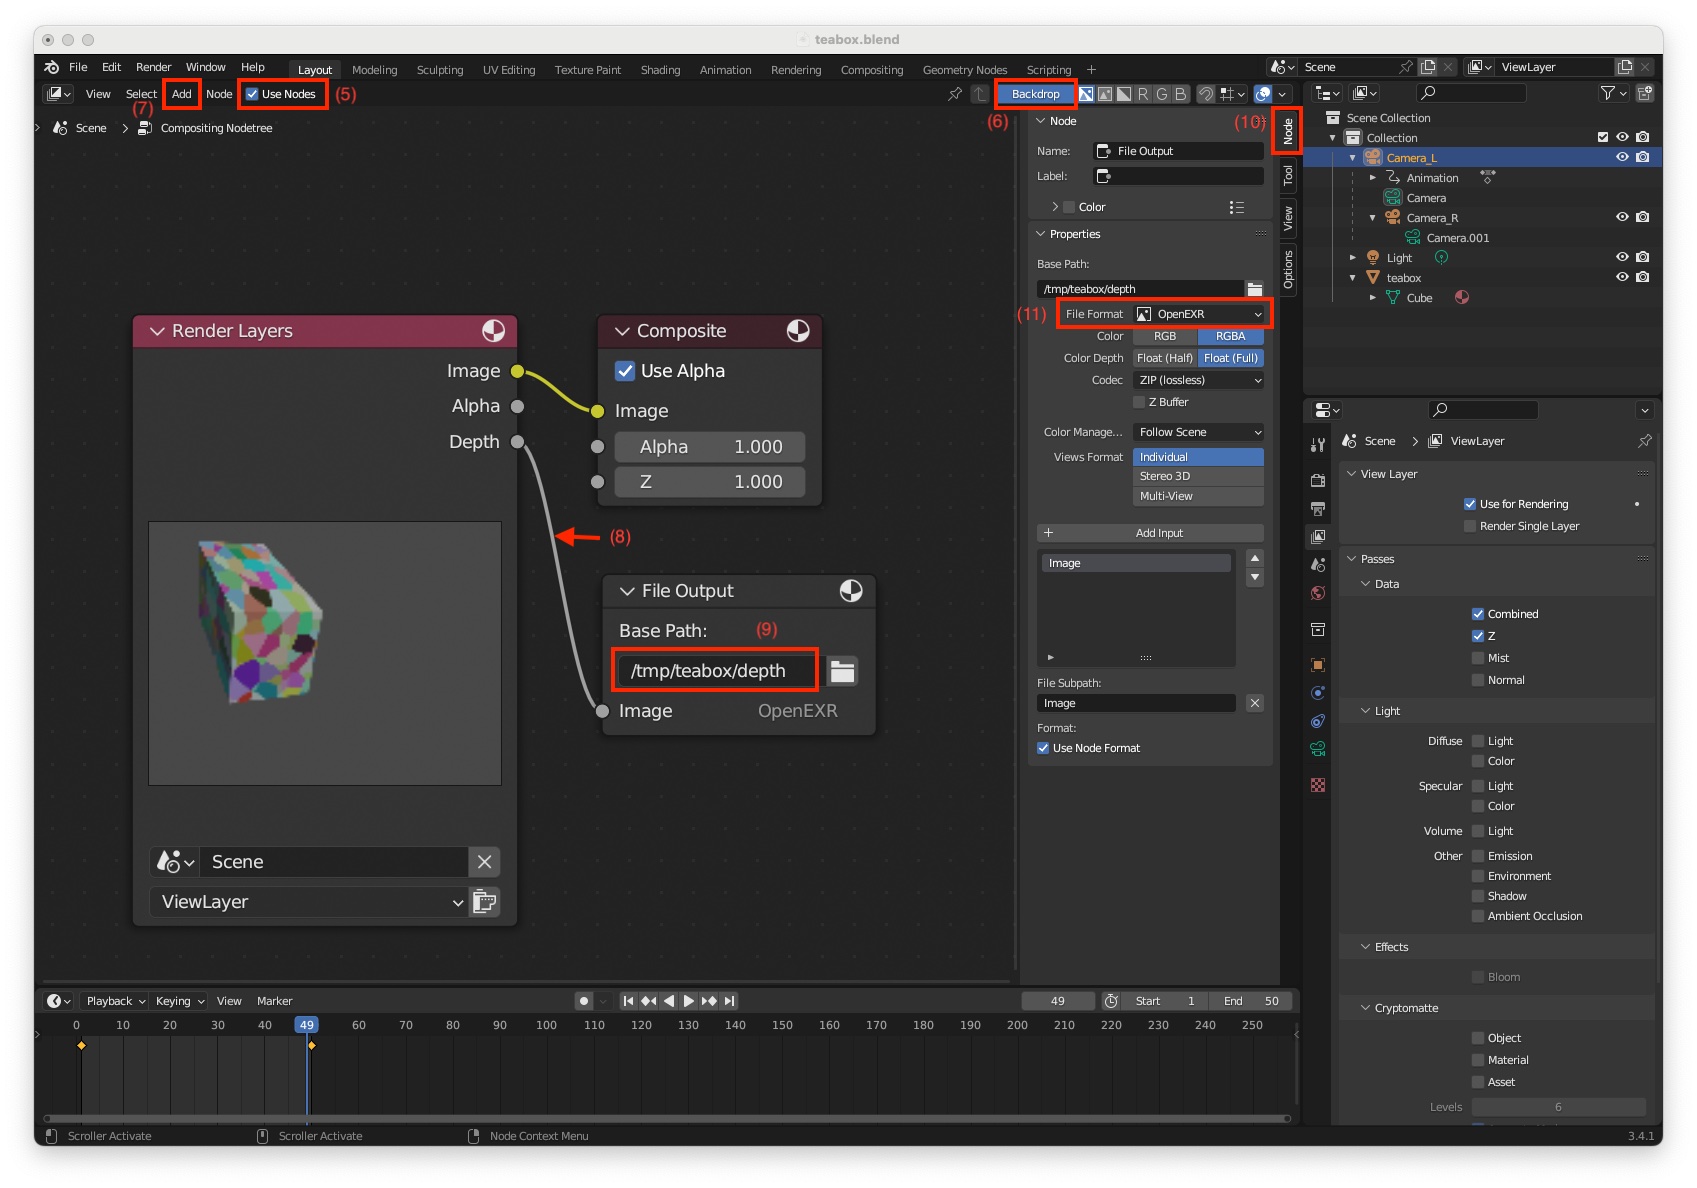 teabox.blend
File Edit Render Window Help Layout Modeling Sculpting UV Editing Texture Paint Shading Animation Rendering Compositing Geometry Nodes Scripting + Scene ViewLayer
View Select Add Node Use Nodes (5) Backdrop R G B
(7) (6)
Scene > Compositing Nodetree
Render Layers
Image
Alpha
Depth
Scene
ViewLayer
Composite
Use Alpha
Image
Alpha 1.000
Z 1.000
(8)
File Output
Base Path: (9)
/tmp/teabox/depth
Image OpenEXR
Node (10)
Name: File Output
Label:
Color
Properties
Base Path:
/tmp/teabox/depth
(11) File Format OpenEXR
Color RGB RGBA
Color Depth Float (Half) Float (Full)
Codec ZIP (lossless)
Z Buffer
Color Manage... Follow Scene
Views Format Individual
Stereo 3D
Multi-View
+ Add Input
Image
File Subpath:
Image
Format:
Use Node Format
Node
Tool
View
Options
Scene Collection
Collection
Camera_L
Animation
Camera
Camera_R
Camera.001
Light
teabox
Cube
Scene > ViewLayer
View Layer
Use for Rendering
Render Single Layer
Passes
Data
Combined
Z
Mist
Normal
Light
Diffuse Light
Color
Specular Light
Color
Volume Light
Other Emission
Environment
Shadow
Ambient Occlusion
Effects
Bloom
Cryptomatte
Object
Material
Asset
Levels 6
Playback Keying View Marker 49 Start 1 End 50
0 10 20 30 40 49 60 70 80 90 100 110 120 130 140 150 160 170 180 190 200 210 220 230 240 250
Scroller Activate Scroller Activate Node Context Menu 3.4.1